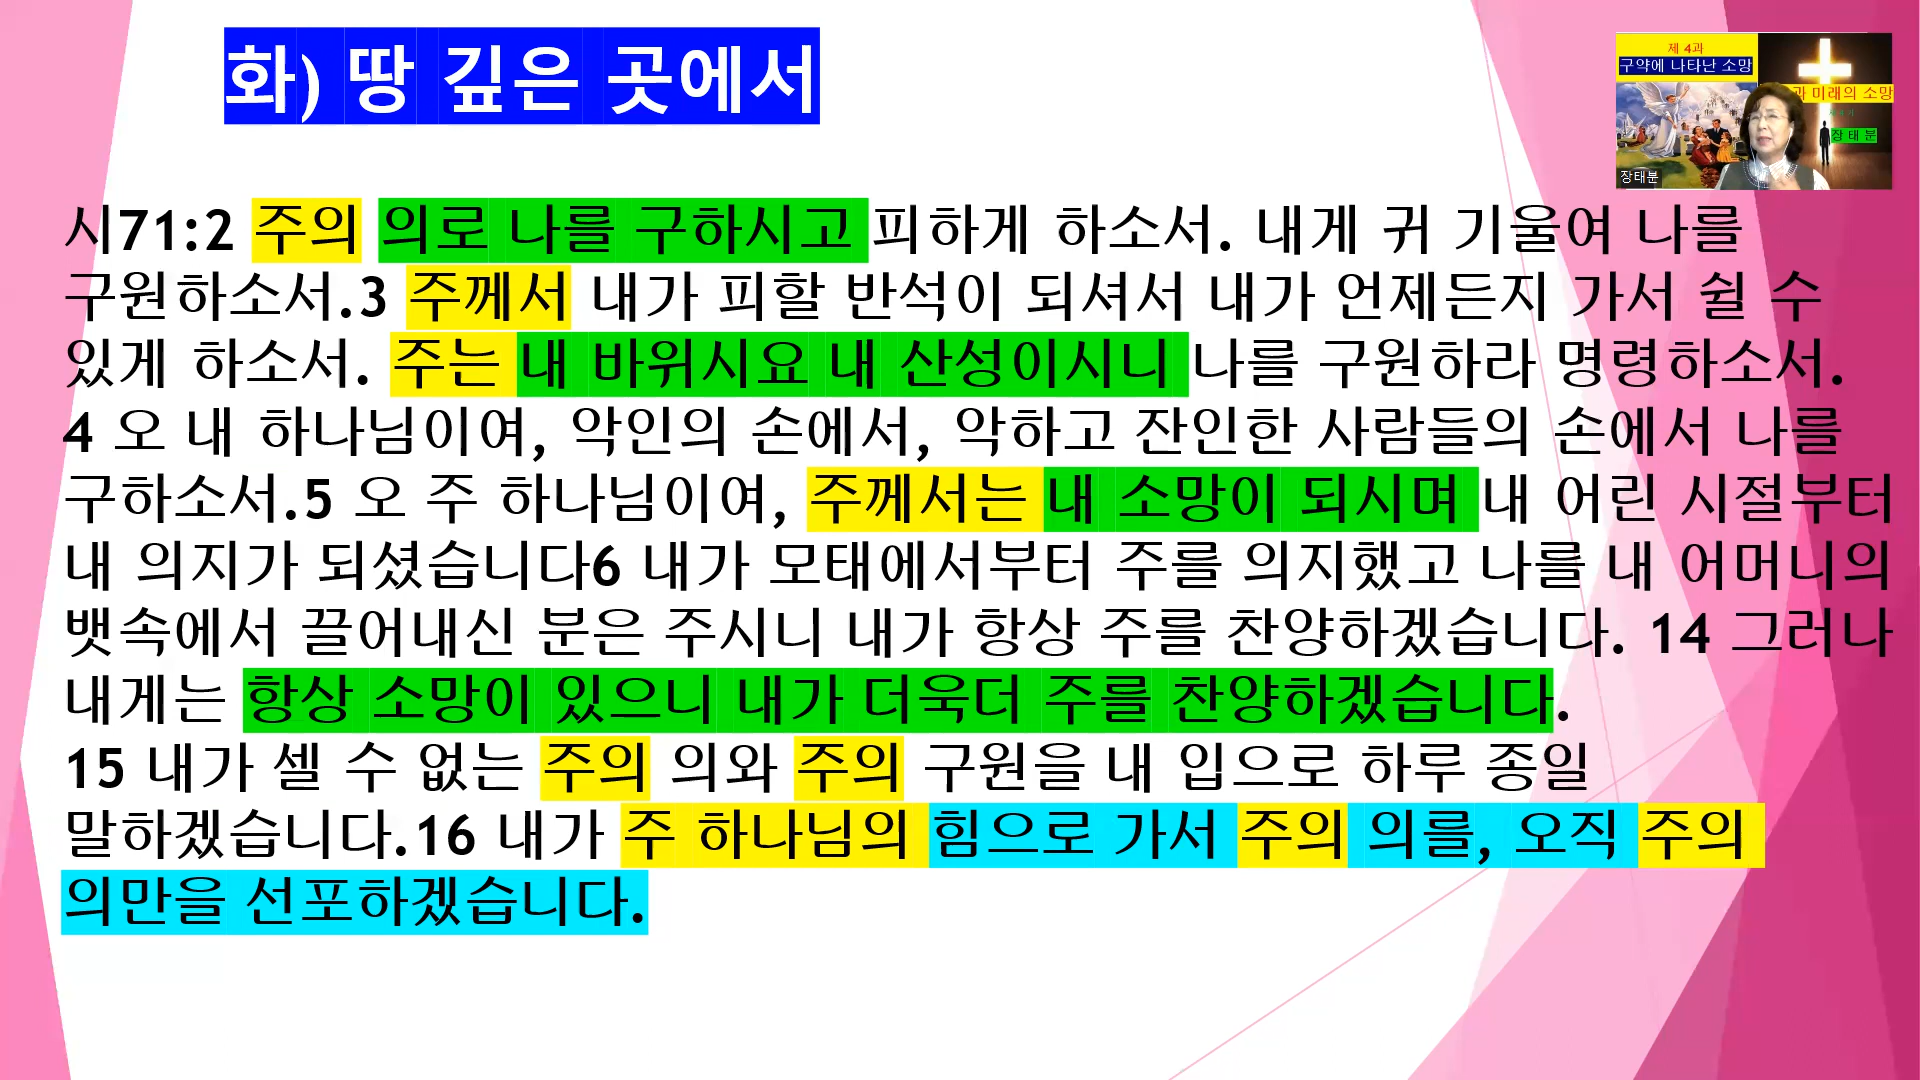 화) 땅 깊은 곳에서
제 4과
구약에 나타난 소망
과 미래의 소망
장 태 분
장태분
시71:2 주의 의로 나를 구하시고 피하게 하소서. 내게 귀 기울여 나를
구원하소서.3 주께서 내가 피할 반석이 되셔서 내가 언제든지 가서 쉴 수
있게 하소서. 주는 내 바위시요 내 산성이시니 나를 구원하라 명령하소서.
4 오 내 하나님이여, 악인의 손에서, 악하고 잔인한 사람들의 손에서 나를
구하소서.5 오 주 하나님이여, 주께서는 내 소망이 되시며 내 어린 시절부터
내 의지가 되셨습니다6 내가 모태에서부터 주를 의지했고 나를 내 어머니의
뱃속에서 끌어내신 분은 주시니 내가 항상 주를 찬양하겠습니다. 14 그러나
내게는 항상 소망이 있으니 내가 더욱더 주를 찬양하겠습니다.
15 내가 셀 수 없는 주의 의와 주의 구원을 내 입으로 하루 종일
말하겠습니다.16 내가 주 하나님의 힘으로 가서 주의 의를, 오직 주의
의만을 선포하겠습니다.